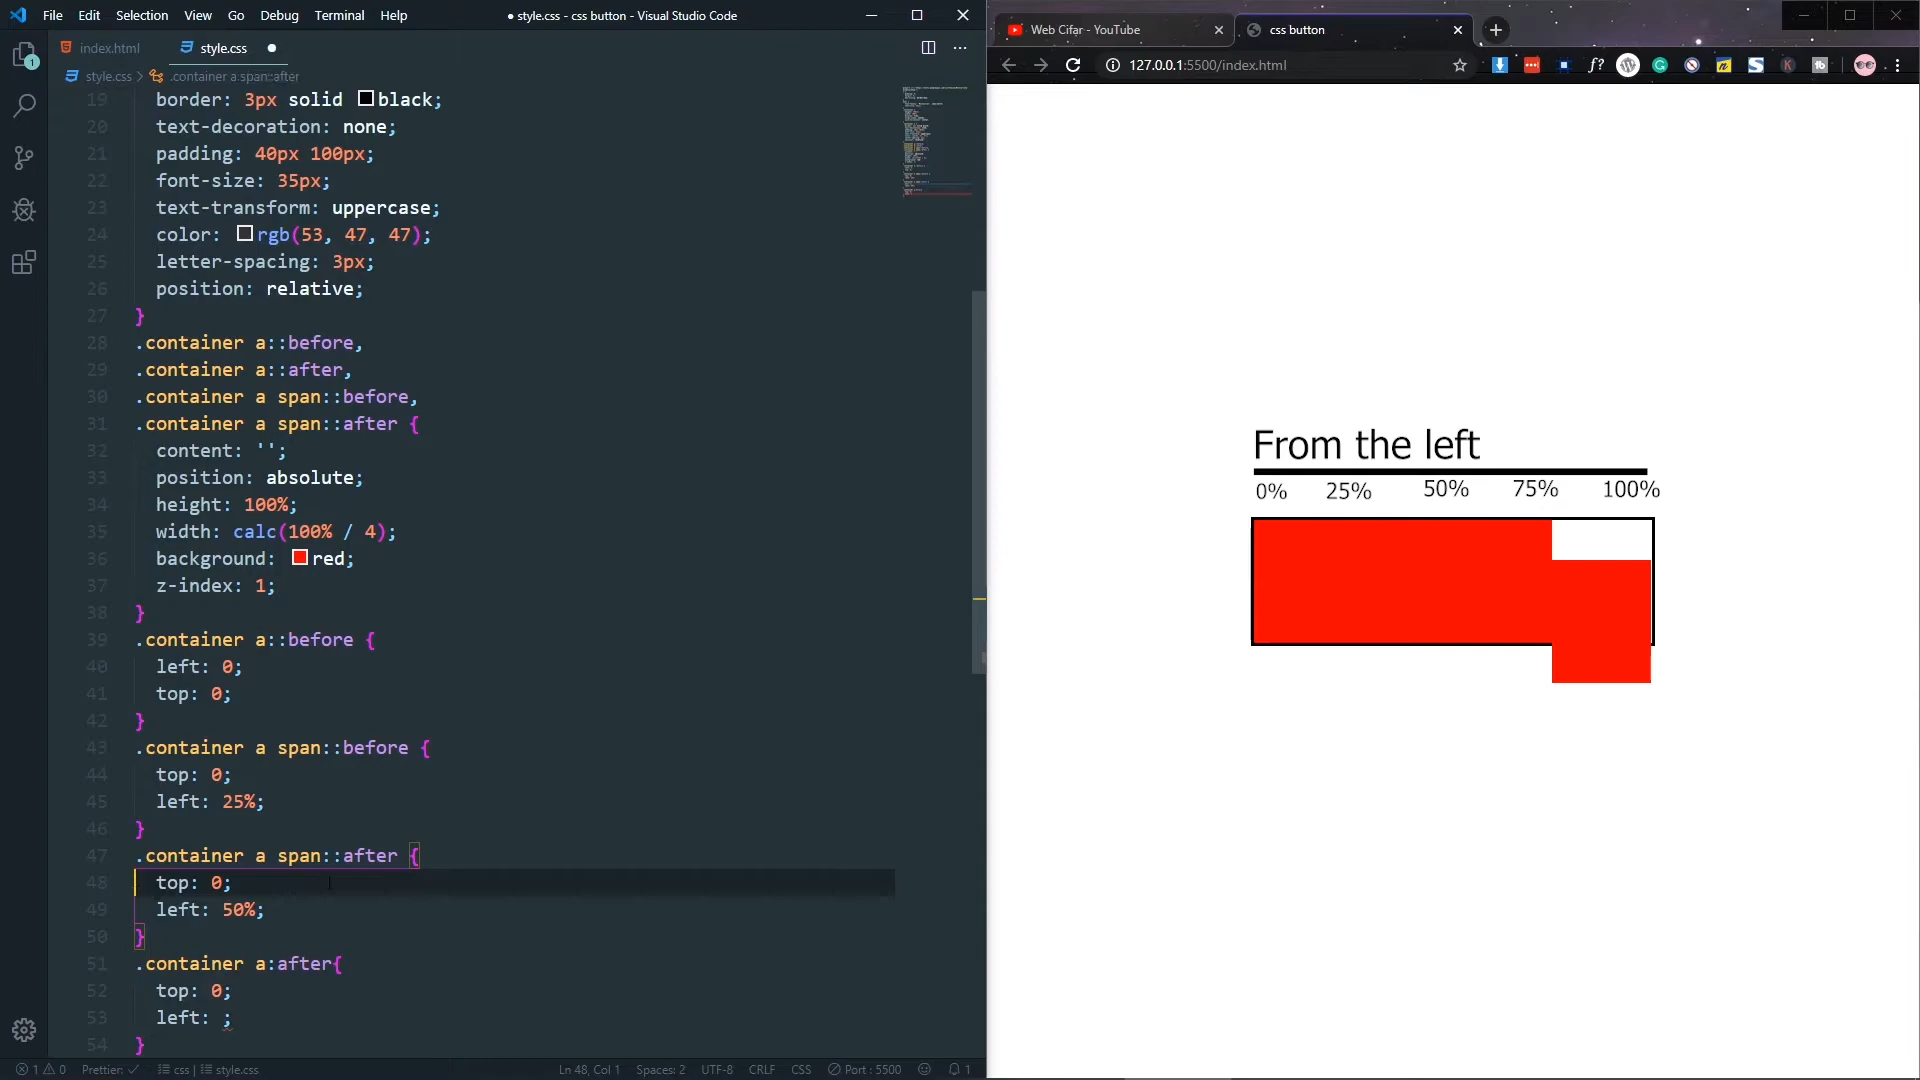 File Edit Selection View Go Debug Terminal Help
● style.css - css button - Visual Studio Code
index.html style.css ●
style.css > .container a span::after
19 border: 3px solid black;
20 text-decoration: none;
21 padding: 40px 100px;
22 font-size: 35px;
23 text-transform: uppercase;
24 color: rgb(53, 47, 47);
25 letter-spacing: 3px;
26 position: relative;
27 }
28 .container a::before,
29 .container a::after,
30 .container a span::before,
31 .container a span::after {
32 content: '';
33 position: absolute;
34 height: 100%;
35 width: calc(100% / 4);
36 background: red;
37 z-index: 1;
38 }
39 .container a::before {
40 left: 0;
41 top: 0;
42 }
43 .container a span::before {
44 top: 0;
45 left: 25%;
46 }
47 .container a span::after {
48 top: 0;
49 left: 50%;
50 }
51 .container a:after{
52 top: 0;
53 left: ;
54 }
1 0 Prettier: ✓ css | style.css Ln 48, Col 1 Spaces: 2 UTF-8 CRLF CSS Port : 5500 1
1
Web Cifar - YouTube css button
127.0.0.1:5500/index.html
f?
From the left
0% 25% 50% 75% 100%